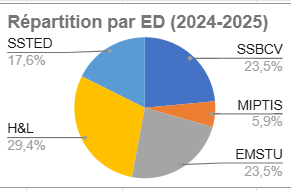 Répartition par ED (2024-2025)
SSTED
17,6%
SSBCV
23,5%
MIPTIS
5,9%
H&L
29,4%
EMSTU
23,5%